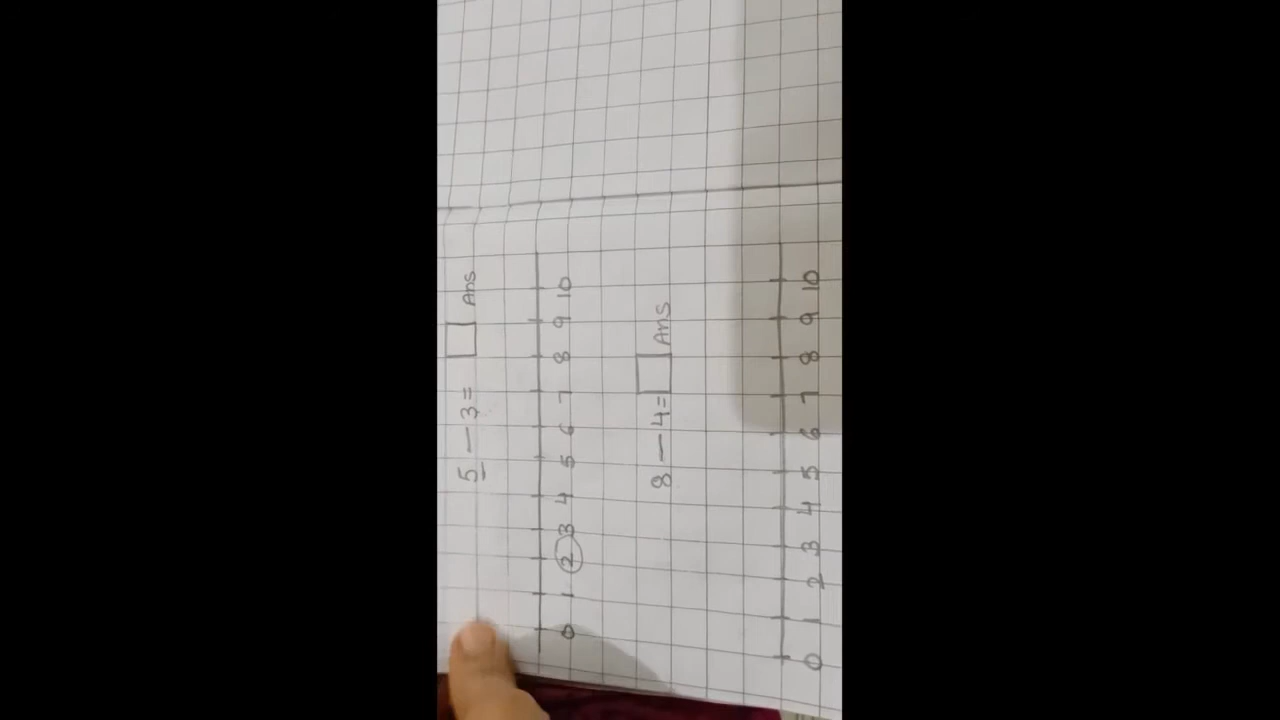 5 — 3 = Ans
0 1 2 3 4 5 6 7 8 9 10
8 — 4 = Ans
0 1 2 3 4 5 6 7 8 9 10